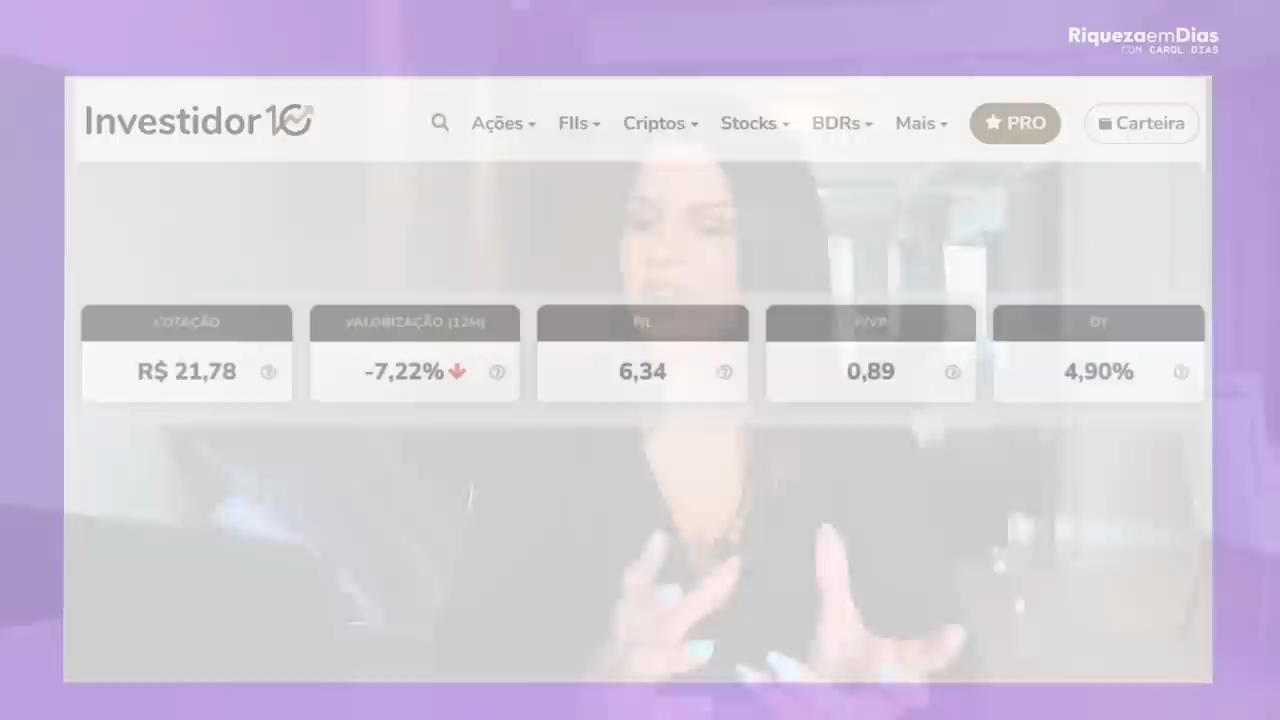 RiquezaemDias
COM CAROL DIAS
Investidor10
Ações FIIs Criptos Stocks BDRs Mais PRO Carteira
COTAÇÃO VALORIZAÇÃO (12M) P/L P/VP DY
R$ 21,78 -7,22% 6,34 0,89 4,90%